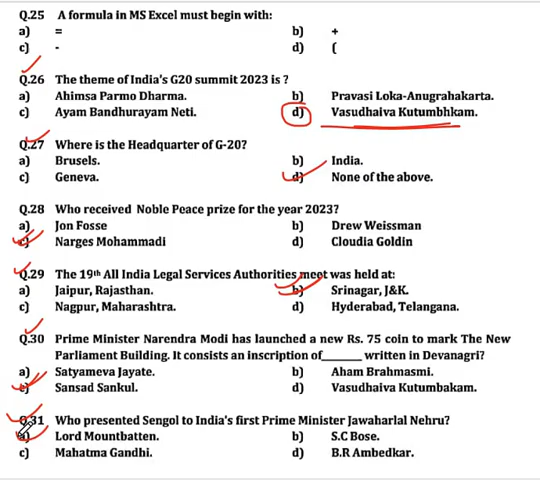 Q.25 A formula in MS Excel must begin with:
a) = b) +
c) - d) (
Q.26 The theme of India's G20 summit 2023 is ?
a) Ahimsa Parmo Dharma. b) Pravasi Loka-Anugrahakarta.
c) Ayam Bandhurayam Neti. d) Vasudhaiva Kutumbhkam.
Q.27 Where is the Headquarter of G-20?
a) Brusels. b) India.
c) Geneva. d) None of the above.
Q.28 Who received Noble Peace prize for the year 2023?
a) Jon Fosse b) Drew Weissman
c) Narges Mohammadi d) Cloudia Goldin
Q.29 The 19th All India Legal Services Authorities meet was held at:
a) Jaipur, Rajasthan. b) Srinagar, J&K.
c) Nagpur, Maharashtra. d) Hyderabad, Telangana.
Q.30 Prime Minister Narendra Modi has launched a new Rs. 75 coin to mark The New
Parliament Building. It consists an inscription of_______ written in Devanagri?
a) Satyameva Jayate. b) Aham Brahmasmi.
c) Sansad Sankul. d) Vasudhaiva Kutumbakam.
Q.31 Who presented Sengol to India's first Prime Minister Jawaharlal Nehru?
a) Lord Mountbatten. b) S.C Bose.
c) Mahatma Gandhi. d) B.R Ambedkar.